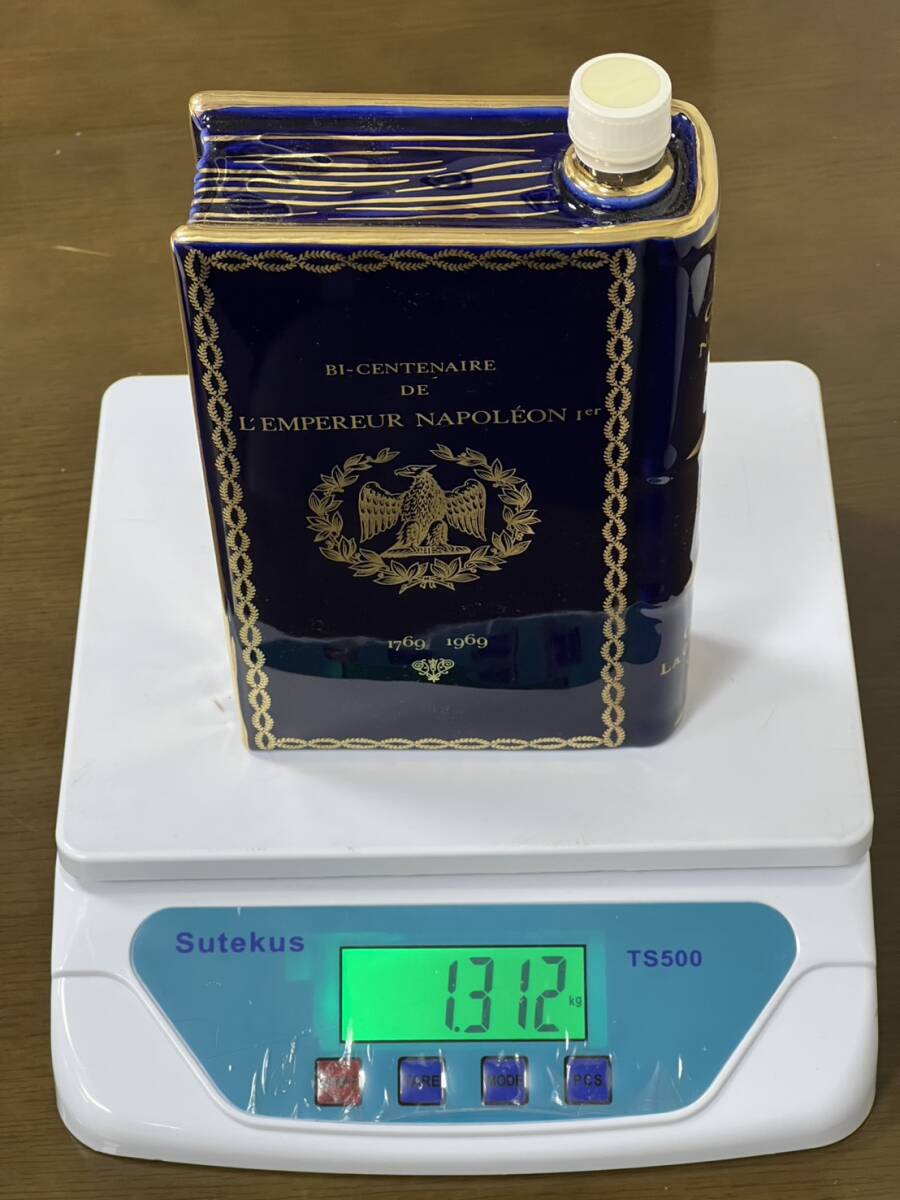 BI-CENTENAIRE
DE
L'EMPEREUR NAPOLÉON Ier
1769 1969
Sutekus
TS500
1.312 kg
TARE
MODE
PCS